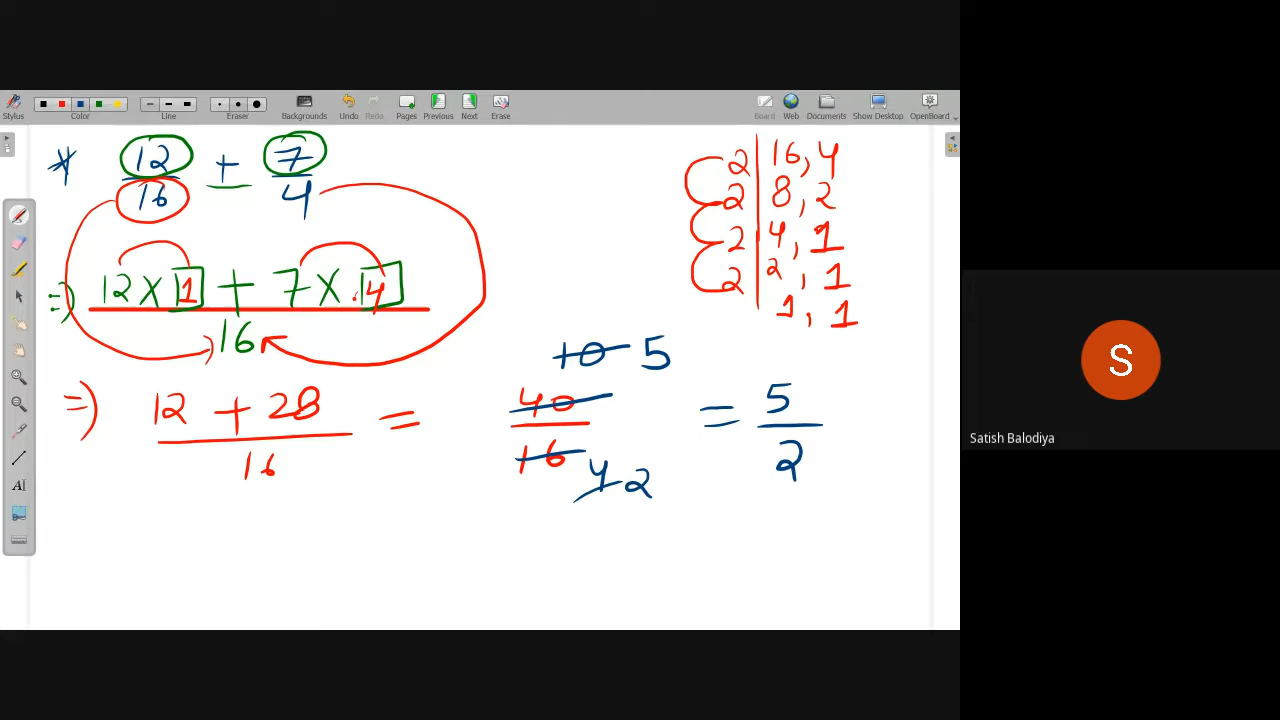 Stylus Color Line Eraser Backgrounds Undo Redo Pages Previous Next Erase Board Web Documents Show Desktop OpenBoard
* 12/16 + 7/4
=> 12 X 1 + 7 X .4
16
=> 12 + 28 / 16 = 40/16 = 5/2
10 5
4 2
2 | 16, 4
2 | 8, 2
2 | 4, 1
2 | 2, 1
1, 1
Satish Balodiya
S